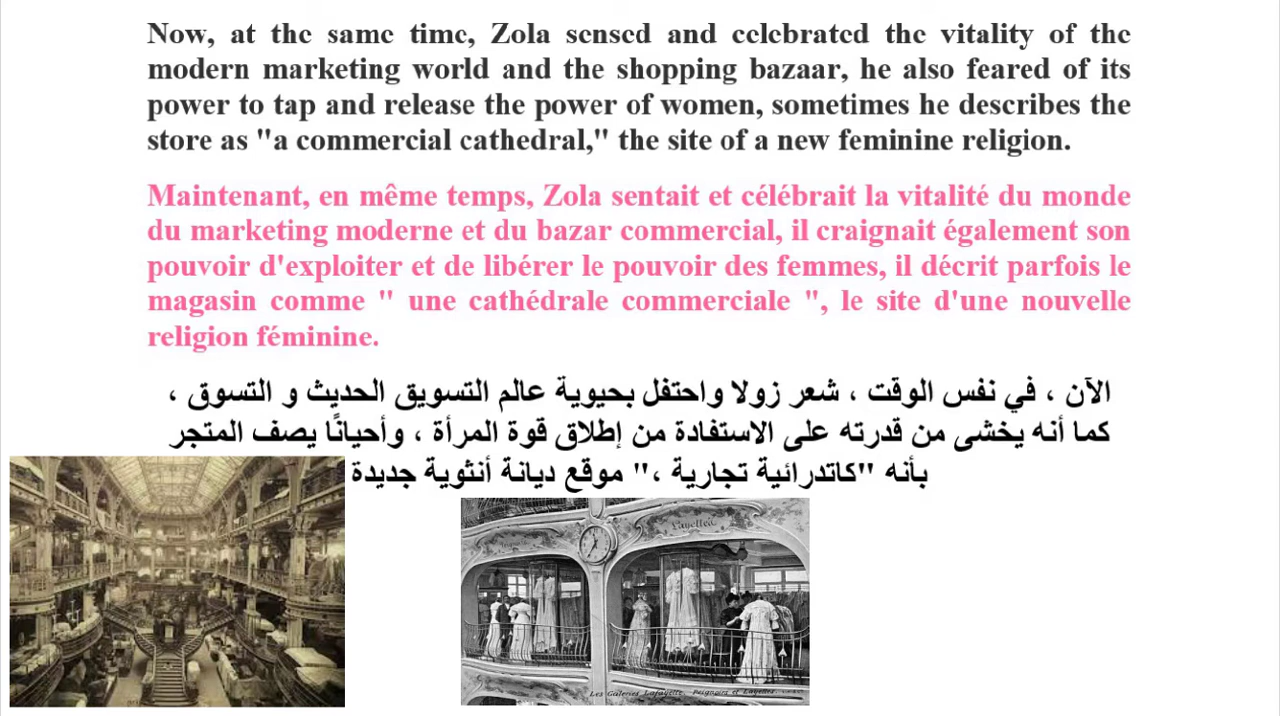 Now, at the same time, Zola sensed and celebrated the vitality of the
modern marketing world and the shopping bazaar, he also feared of its
power to tap and release the power of women, sometimes he describes the
store as "a commercial cathedral," the site of a new feminine religion.
Maintenant, en même temps, Zola sentait et célébrait la vitalité du monde
du marketing moderne et du bazar commercial, il craignait également son
pouvoir d'exploiter et de libérer le pouvoir des femmes, il décrit parfois le
magasin comme " une cathédrale commerciale ", le site d'une nouvelle
religion féminine.
الآن ، في نفس الوقت ، شعر زولا واحتفل بحيوية عالم التسويق الحديث و التسوق ،
كما أنه يخشى من قدرته على الاستفادة من إطلاق قوة المرأة ، وأحيانًا يصف المتجر
بأنه "كاتدرائية تجارية ،" موقع ديانة أنثوية جديدة
Layettes
Les Galeries Lafayette. Peignoirs et Layettes.